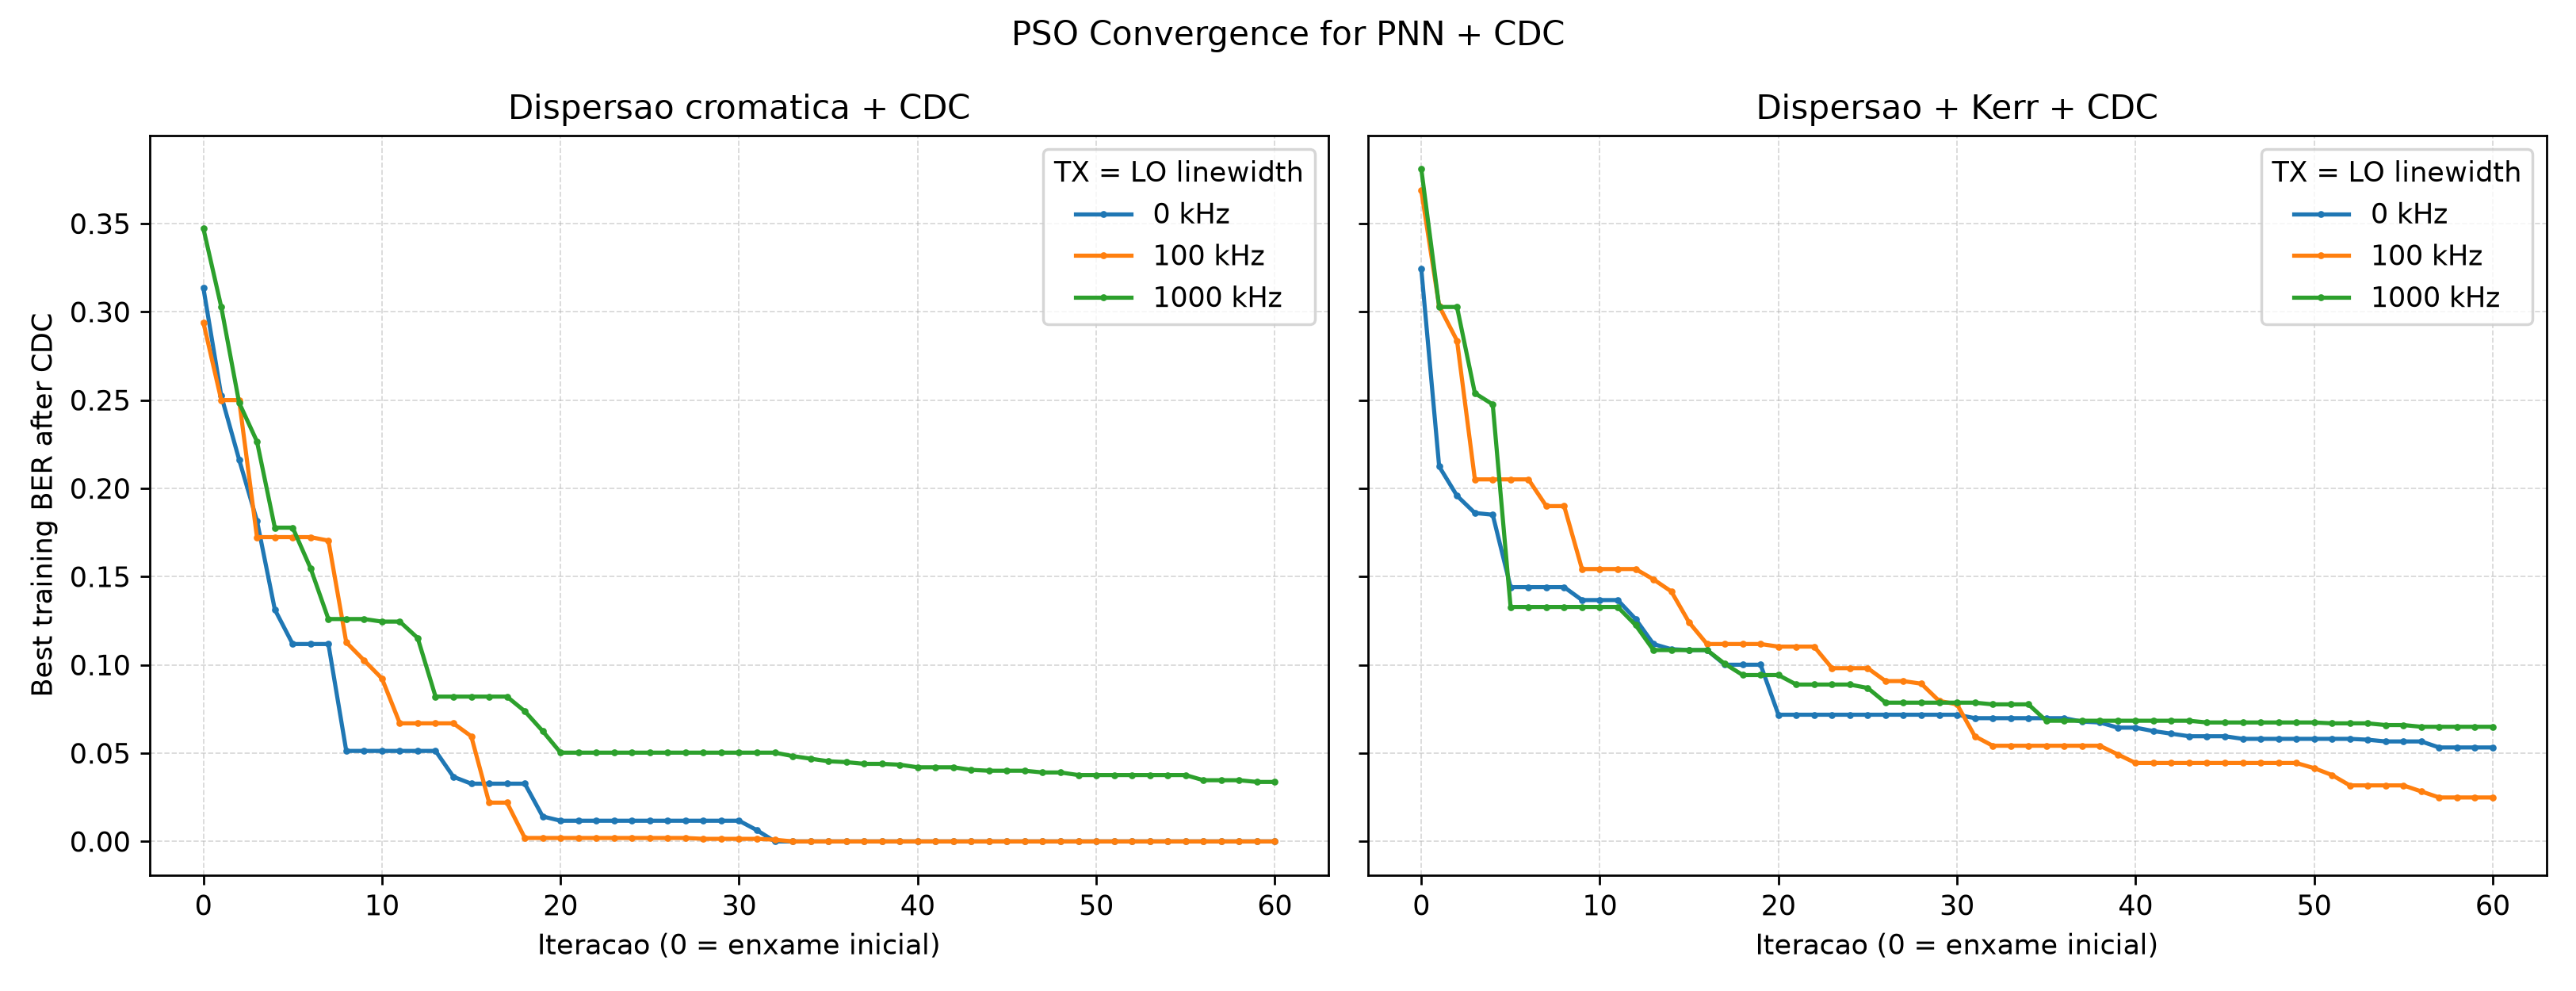 PSO Convergence for PNN + CDC
Dispersao cromatica + CDC
Best training BER after CDC
0.35
0.30
0.25
0.20
0.15
0.10
0.05
0.00
TX = LO linewidth
0 kHz
100 kHz
1000 kHz
0 10 20 30 40 50 60
Iteracao (0 = enxame inicial)
Dispersao + Kerr + CDC
TX = LO linewidth
0 kHz
100 kHz
1000 kHz
0 10 20 30 40 50 60
Iteracao (0 = enxame inicial)